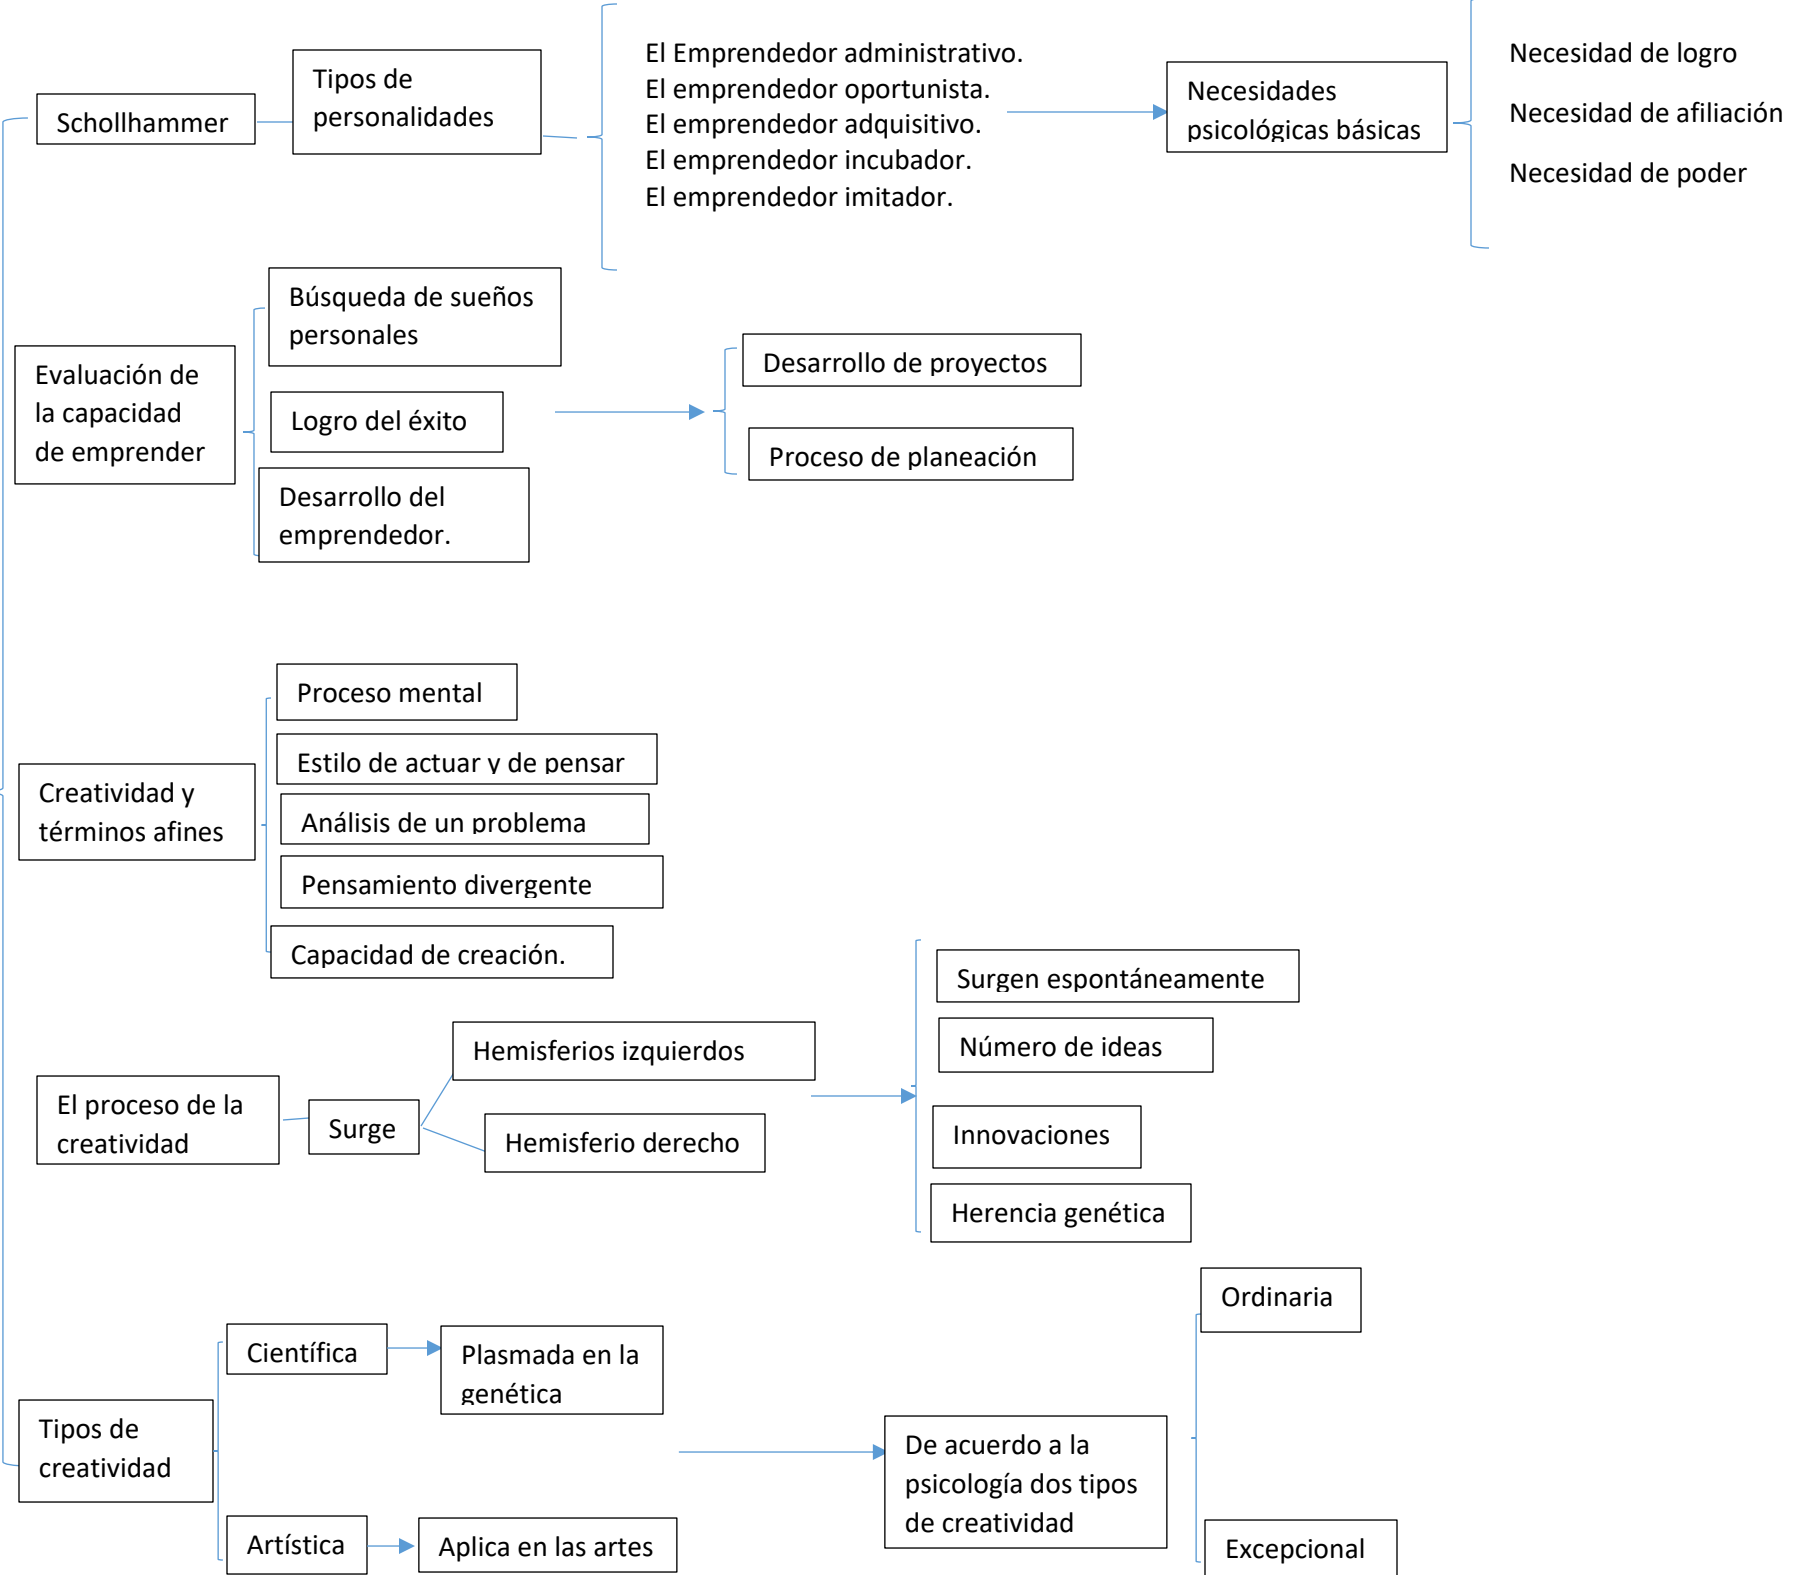 Schollhammer
Tipos de
personalidades
El Emprendedor administrativo.
El emprendedor oportunista.
El emprendedor adquisitivo.
El emprendedor incubador.
El emprendedor imitador.
Necesidades
psicológicas básicas
Necesidad de logro
Necesidad de afiliación
Necesidad de poder
Evaluación de
la capacidad
de emprender
Búsqueda de sueños
personales
Logro del éxito
Desarrollo del
emprendedor.
Desarrollo de proyectos
Proceso de planeación
Creatividad y
términos afines
Proceso mental
Estilo de actuar y de pensar
Análisis de un problema
Pensamiento divergente
Capacidad de creación.
El proceso de la
creatividad
Surge
Hemisferios izquierdos
Hemisferio derecho
Surgen espontáneamente
Número de ideas
Innovaciones
Herencia genética
Tipos de
creatividad
Científica
Plasmada en la
genética
Artística
Aplica en las artes
De acuerdo a la
psicología dos tipos
de creatividad
Ordinaria
Excepcional